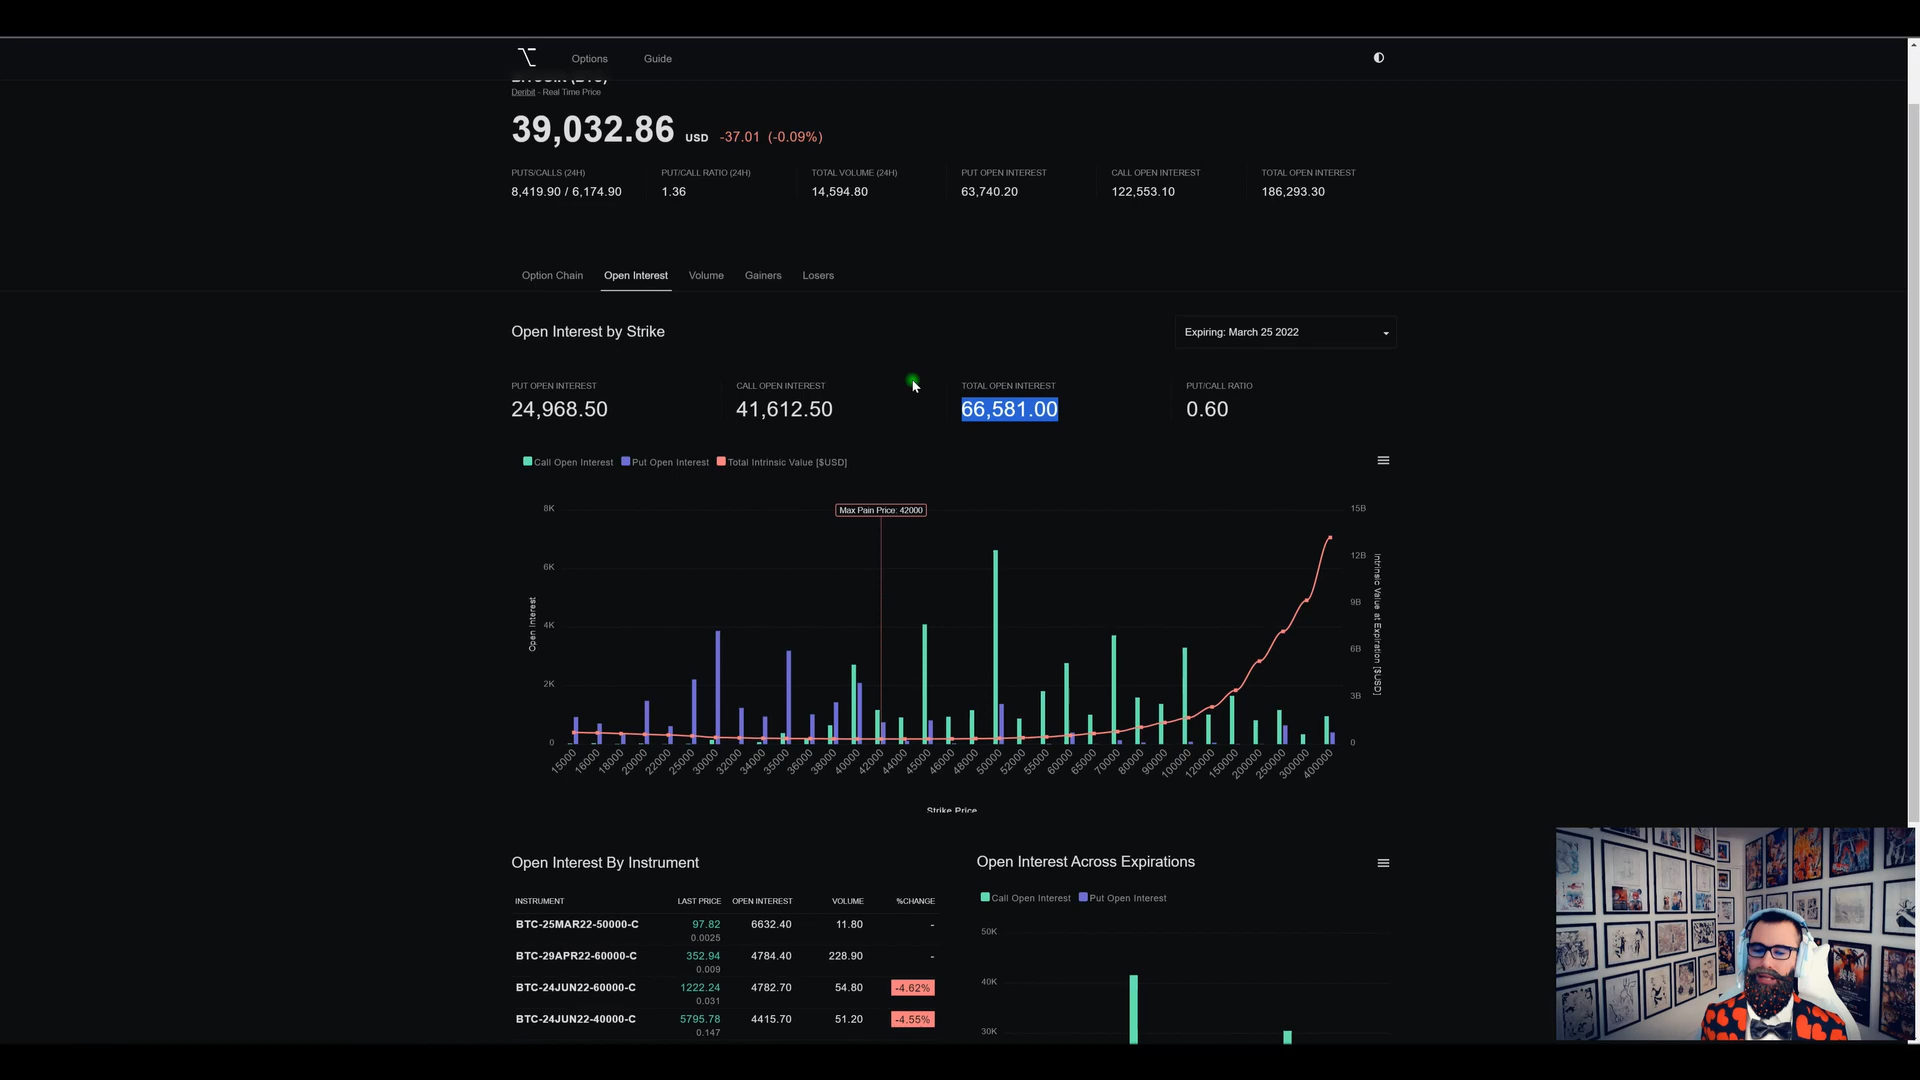 Options
Guide
BITCOIN (BTC)
Deribit - Real Time Price
39,032.86 USD -37.01 (-0.09%)
PUTS/CALLS (24H)
8,419.90 / 6,174.90
PUT/CALL RATIO (24H)
1.36
TOTAL VOLUME (24H)
14,594.80
PUT OPEN INTEREST
63,740.20
CALL OPEN INTEREST
122,553.10
TOTAL OPEN INTEREST
186,293.30
Option Chain
Open Interest
Volume
Gainers
Losers
Open Interest by Strike
Expiring: March 25 2022
PUT OPEN INTEREST
24,968.50
CALL OPEN INTEREST
41,612.50
TOTAL OPEN INTEREST
66,581.00
PUT/CALL RATIO
0.60
Call Open Interest
Put Open Interest
Total Intrinsic Value [$USD]
Max Pain Price: 42000
8K
6K
4K
2K
0
Open Interest
15B
12B
9B
6B
3B
0
Intrinsic Value at Expiration [$USD]
15000
16000
18000
20000
22000
25000
30000
32000
34000
35000
36000
38000
40000
42000
44000
45000
46000
48000
50000
52000
55000
60000
65000
70000
80000
90000
100000
120000
150000
200000
250000
300000
400000
Strike Price
Open Interest By Instrument
INSTRUMENT LAST PRICE OPEN INTEREST VOLUME %CHANGE
BTC-25MAR22-50000-C 97.82 6632.40 11.80 -
0.0025
BTC-29APR22-60000-C 352.94 4784.40 228.90 -
0.009
BTC-24JUN22-60000-C 1222.24 4782.70 54.80 -4.62%
0.031
BTC-24JUN22-40000-C 5795.78 4415.70 51.20 -4.55%
0.147
Open Interest Across Expirations
Call Open Interest
Put Open Interest
50K
40K
30K